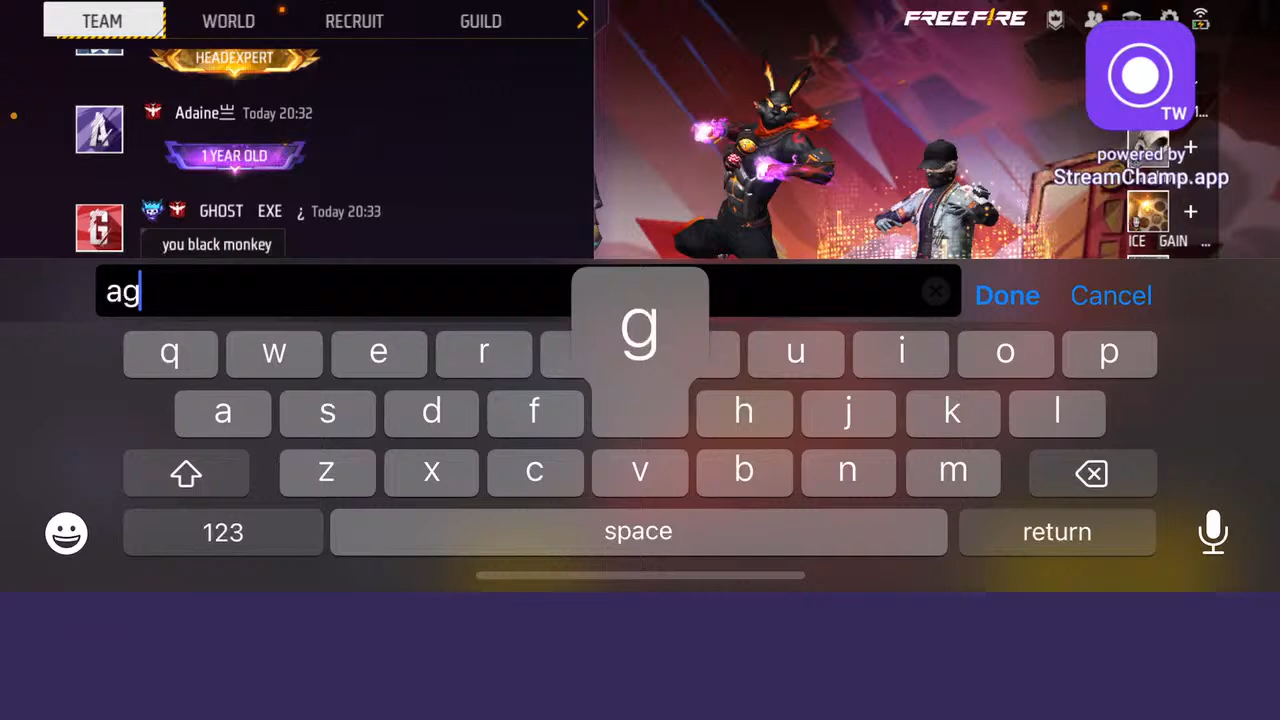 TEAM WORLD RECRUIT GUILD
FREE FIRE
HEADEXPERT
TW
Adaine亗 Today 20:32
1 YEAR OLD
powered by
StreamChamp.app
GHOST EXE ¿ Today 20:33
you black monkey
ICE GAIN ...
ag
g
Done Cancel
q w e r u i o p
a s d f h j k l
z x c v b n m
123 space return